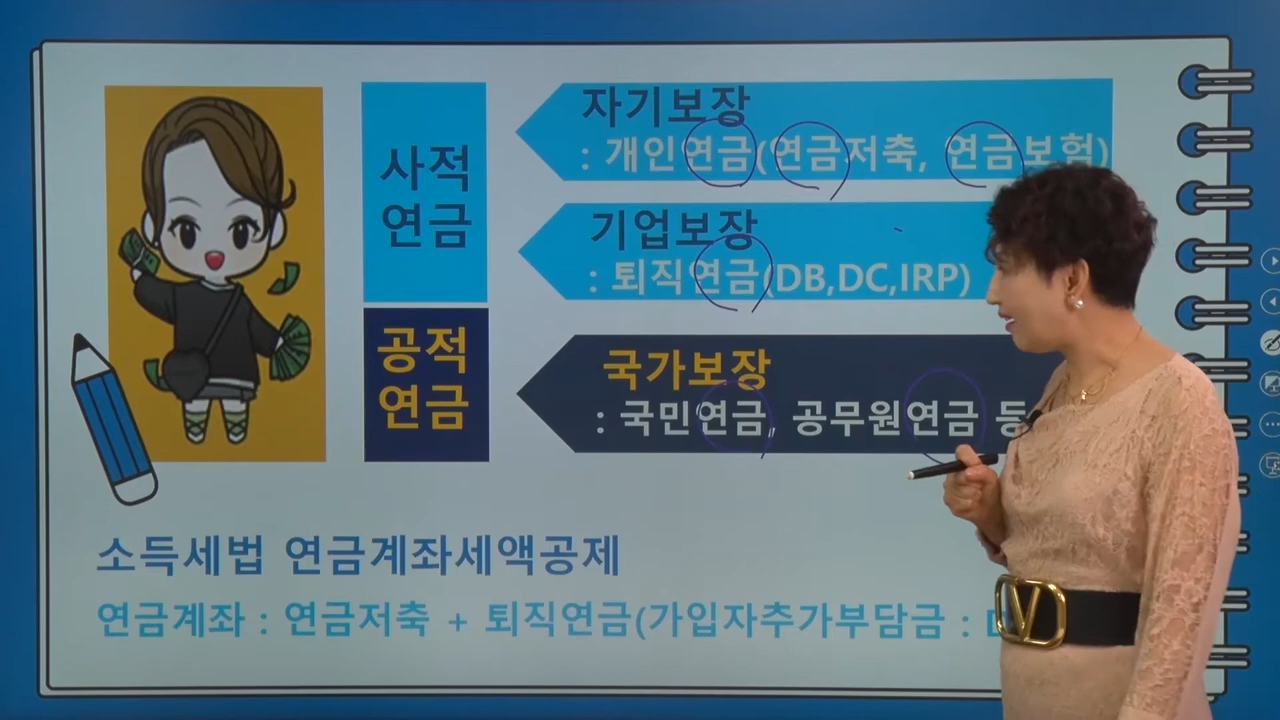 사적
연금
자기보장
: 개인연금(연금저축, 연금보험)
기업보장
: 퇴직연금(DB,DC,IRP)
공적
연금
국가보장
: 국민연금, 공무원연금 등
소득세법 연금계좌세액공제
연금계좌 : 연금저축 + 퇴직연금(가입자추가부담금 :